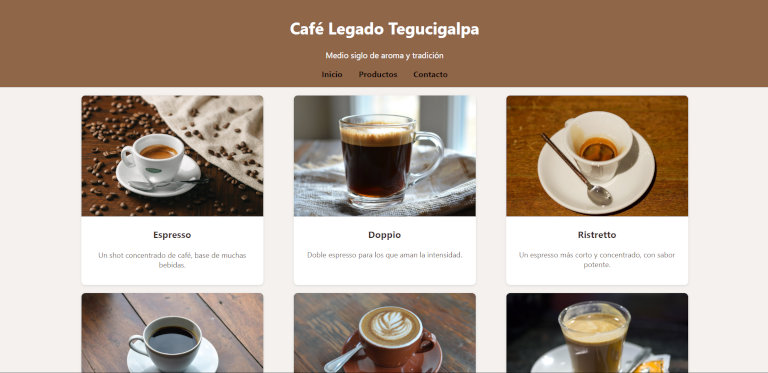 Café Legado Tegucigalpa
Medio siglo de aroma y tradición
Inicio Productos Contacto
Espresso
Un shot concentrado de café, base de muchas
bebidas.
Doppio
Doble espresso para los que aman la intensidad.
Ristretto
Un espresso más corto y concentrado, con sabor
potente.